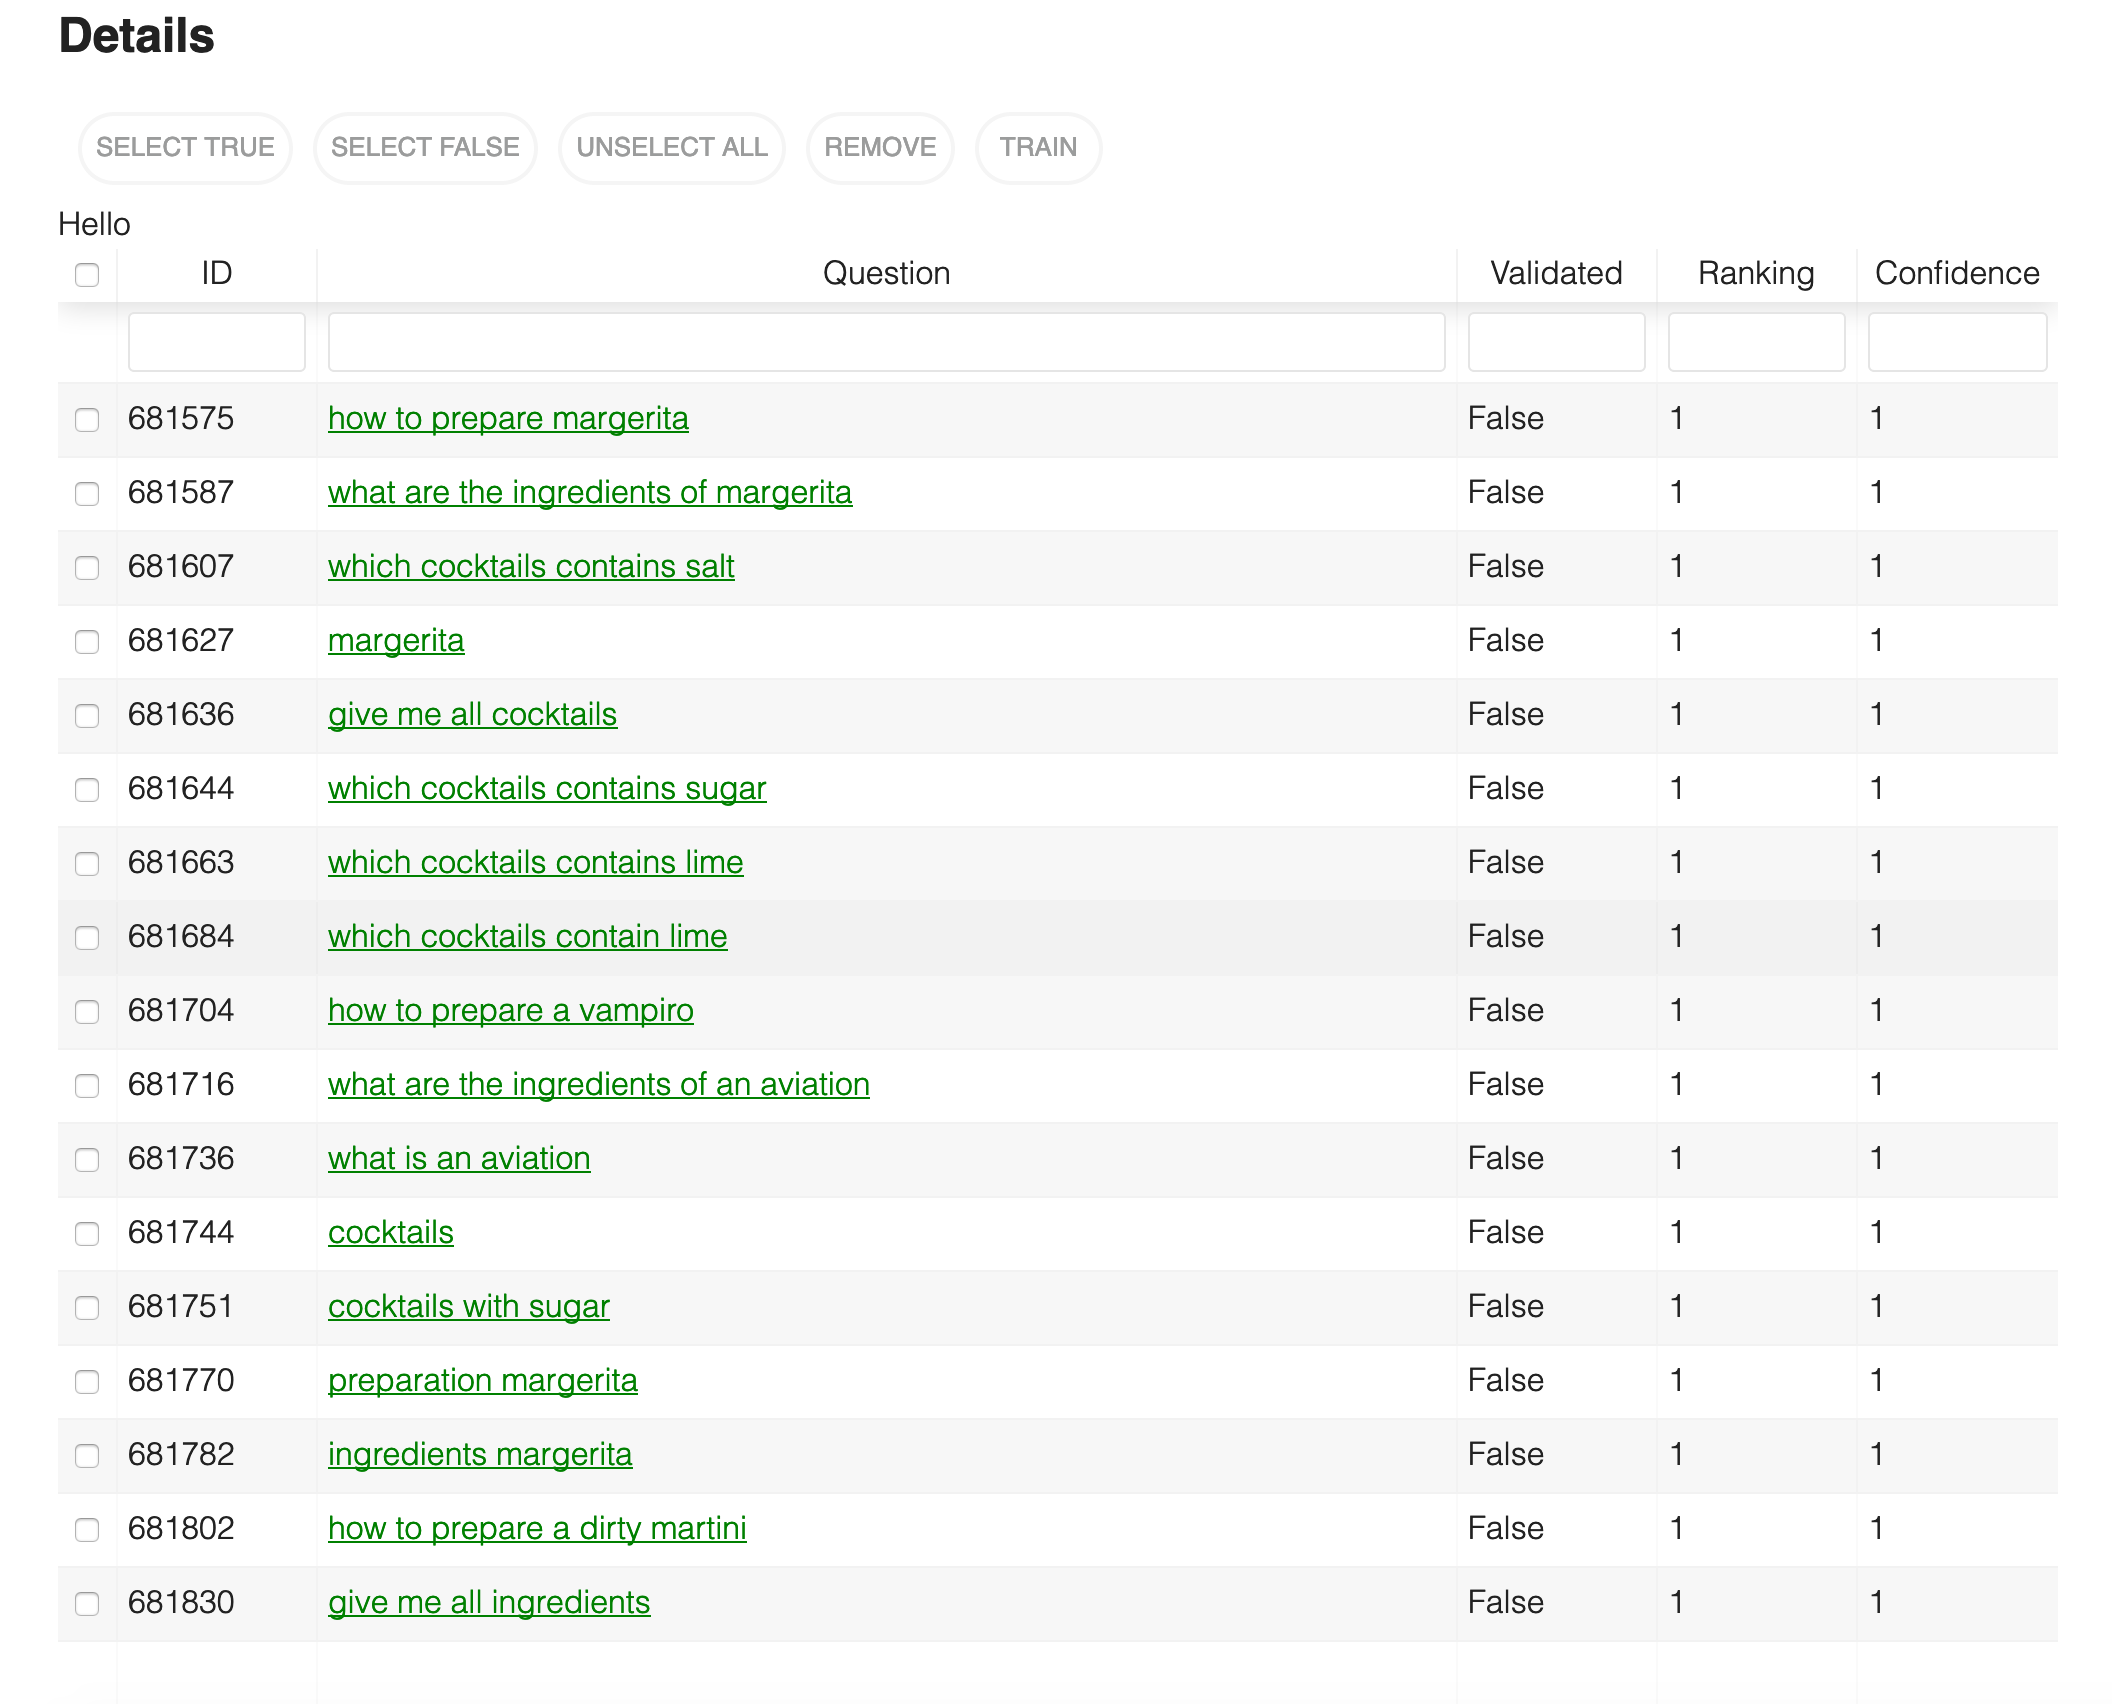 Details
SELECT TRUE SELECT FALSE UNSELECT ALL REMOVE TRAIN
Hello
ID Question Validated Ranking Confidence
681575 how to prepare margerita False 1 1
681587 what are the ingredients of margerita False 1 1
681607 which cocktails contains salt False 1 1
681627 margerita False 1 1
681636 give me all cocktails False 1 1
681644 which cocktails contains sugar False 1 1
681663 which cocktails contains lime False 1 1
681684 which cocktails contain lime False 1 1
681704 how to prepare a vampiro False 1 1
681716 what are the ingredients of an aviation False 1 1
681736 what is an aviation False 1 1
681744 cocktails False 1 1
681751 cocktails with sugar False 1 1
681770 preparation margerita False 1 1
681782 ingredients margerita False 1 1
681802 how to prepare a dirty martini False 1 1
681830 give me all ingredients False 1 1